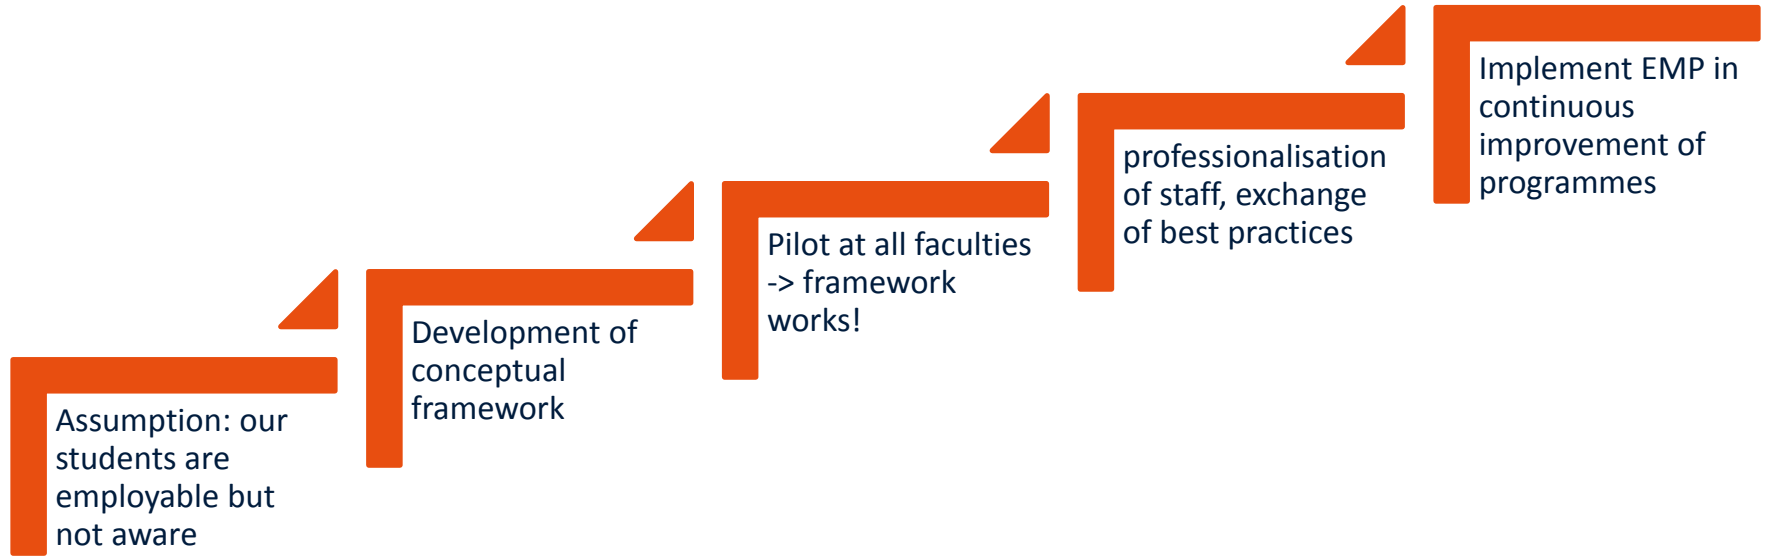 Assumption: our
students are
employable but
not aware
Development of
conceptual
framework
Pilot at all faculties
-> framework
works!
professionalisation
of staff, exchange
of best practices
Implement EMP in
continuous
improvement of
programmes